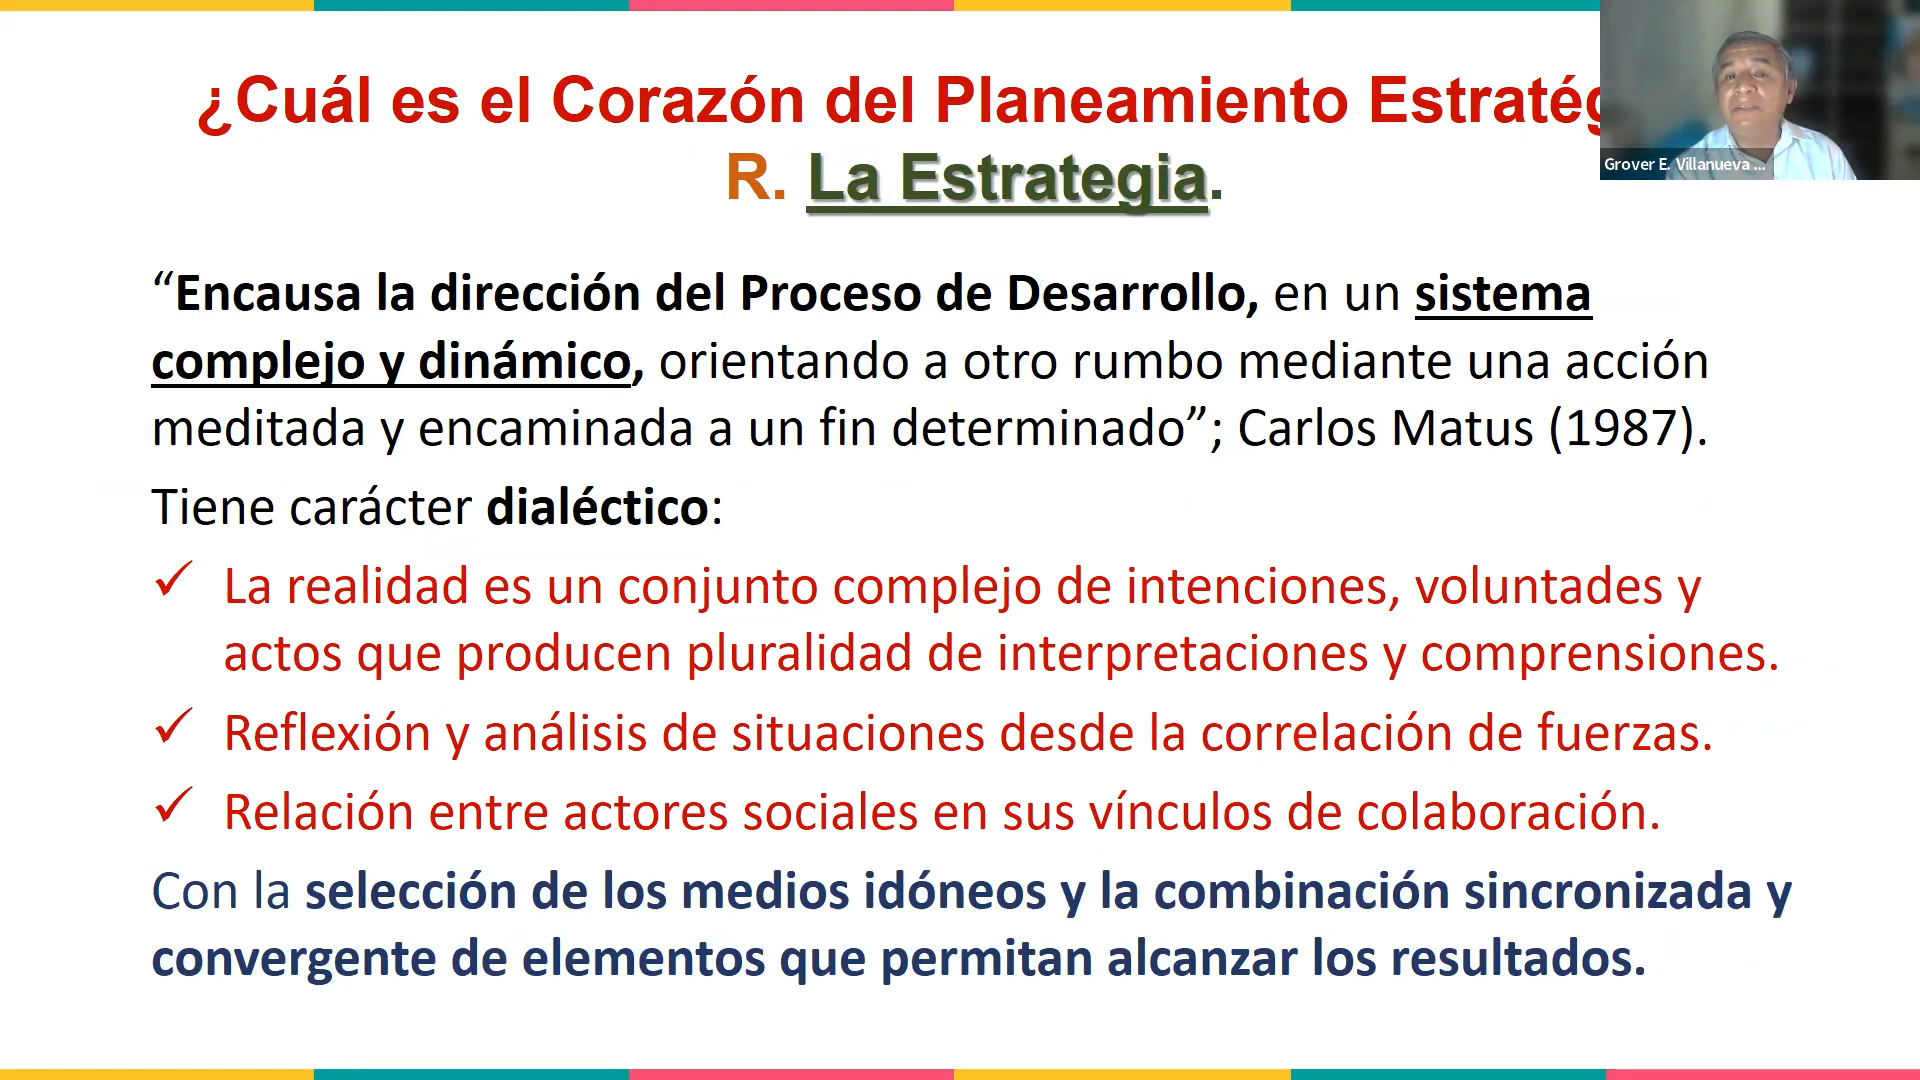 ¿Cuál es el Corazón del Planeamiento Estratég
R. La Estrategia.
Grover E. Villanueva ...
“Encausa la dirección del Proceso de Desarrollo, en un sistema
complejo y dinámico, orientando a otro rumbo mediante una acción
meditada y encaminada a un fin determinado”; Carlos Matus (1987).
Tiene carácter dialéctico:
✓ La realidad es un conjunto complejo de intenciones, voluntades y
actos que producen pluralidad de interpretaciones y comprensiones.
✓ Reflexión y análisis de situaciones desde la correlación de fuerzas.
✓ Relación entre actores sociales en sus vínculos de colaboración.
Con la selección de los medios idóneos y la combinación sincronizada y
convergente de elementos que permitan alcanzar los resultados.